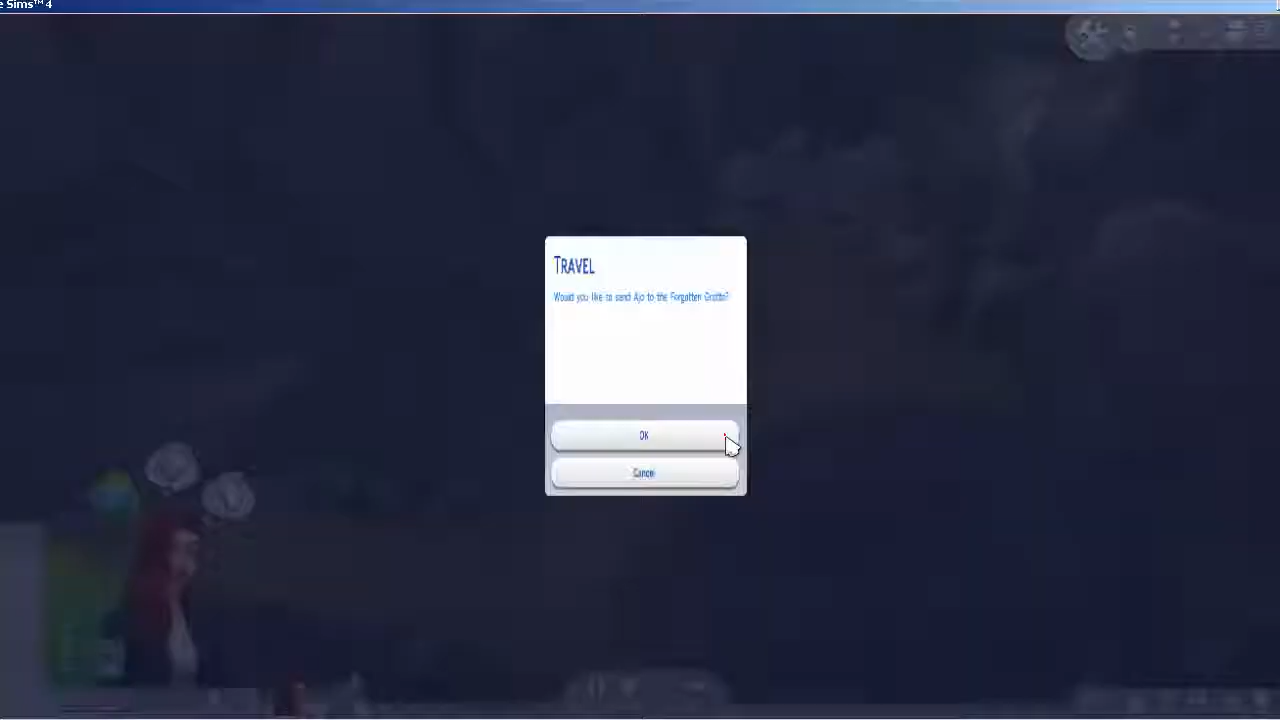 e Sims™ 4
TRAVEL
Would you like to send Ajo to the Forgotten Grotto?
OK
Cancel